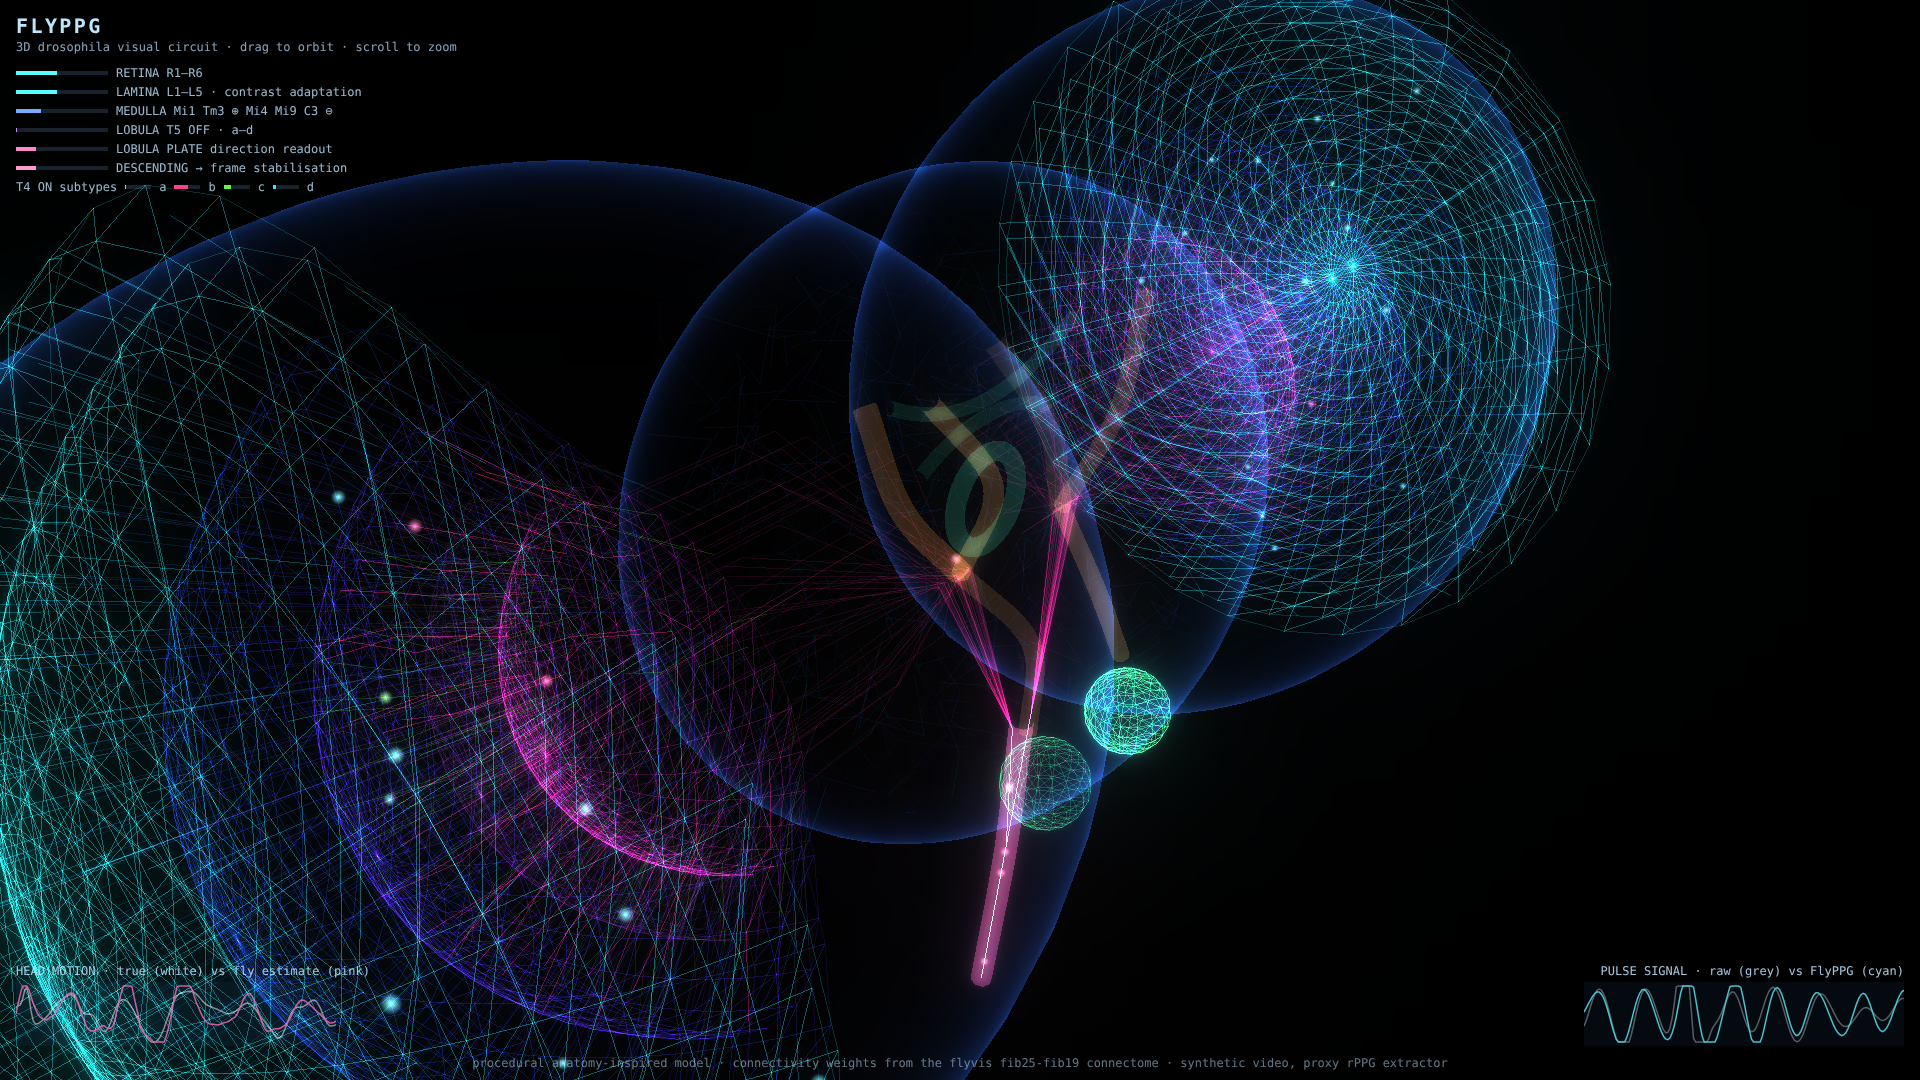 FLYPPG
3D drosophila visual circuit · drag to orbit · scroll to zoom
RETINA R1–R6
LAMINA L1–L5 · contrast adaptation
MEDULLA Mi1 Tm3 ⊕ Mi4 Mi9 C3 ⊖
LOBULA T5 OFF · a–d
LOBULA PLATE direction readout
DESCENDING → frame stabilisation
T4 ON subtypes a b c d
HEAD MOTION · true (white) vs fly estimate (pink)
PULSE SIGNAL · raw (grey) vs FlyPPG (cyan)
procedural anatomy-inspired model · connectivity weights from the flyvis fib25-fib19 connectome · synthetic video, proxy rPPG extractor